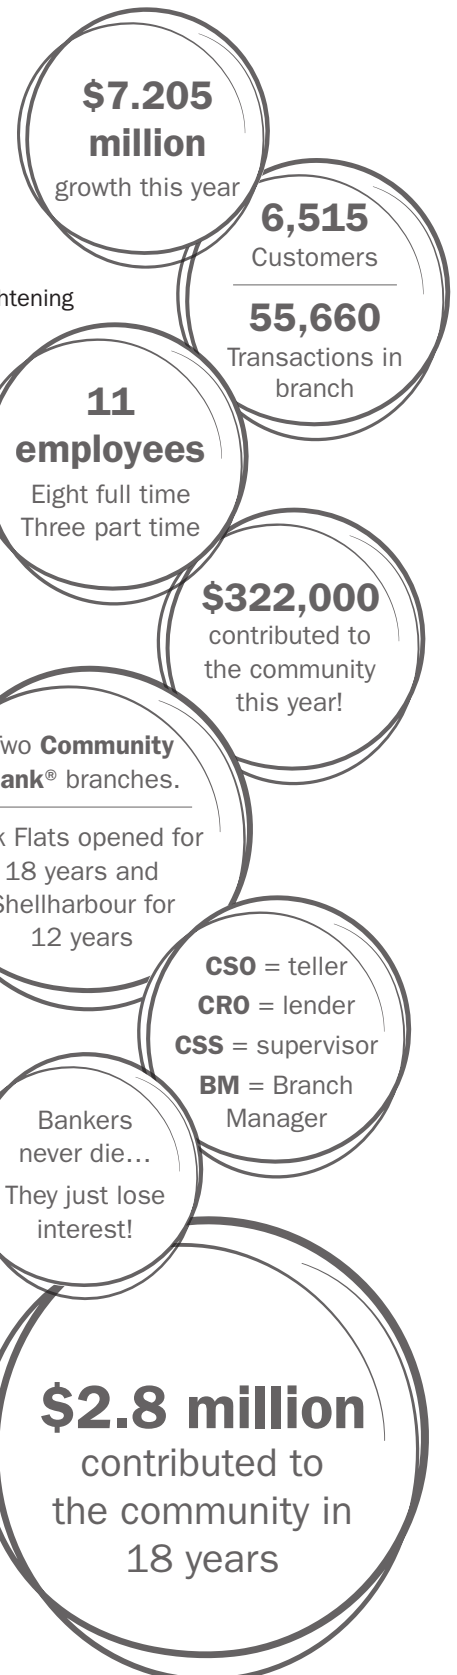 $7.205
million
growth this year
6,515
Customers
55,660
Transactions in
branch
11
employees
Eight full time
Three part time
$322,000
contributed to
the community
this year!
Community
branches.
Flats opened for
18 years and
Shellharbour for
12 years
CSO = teller
CRO = lender
CSS = supervisor
BM = Branch
Manager
Bankers
never die...
They just lose
interest!
$2.8 million
contributed to
the community in
18 years